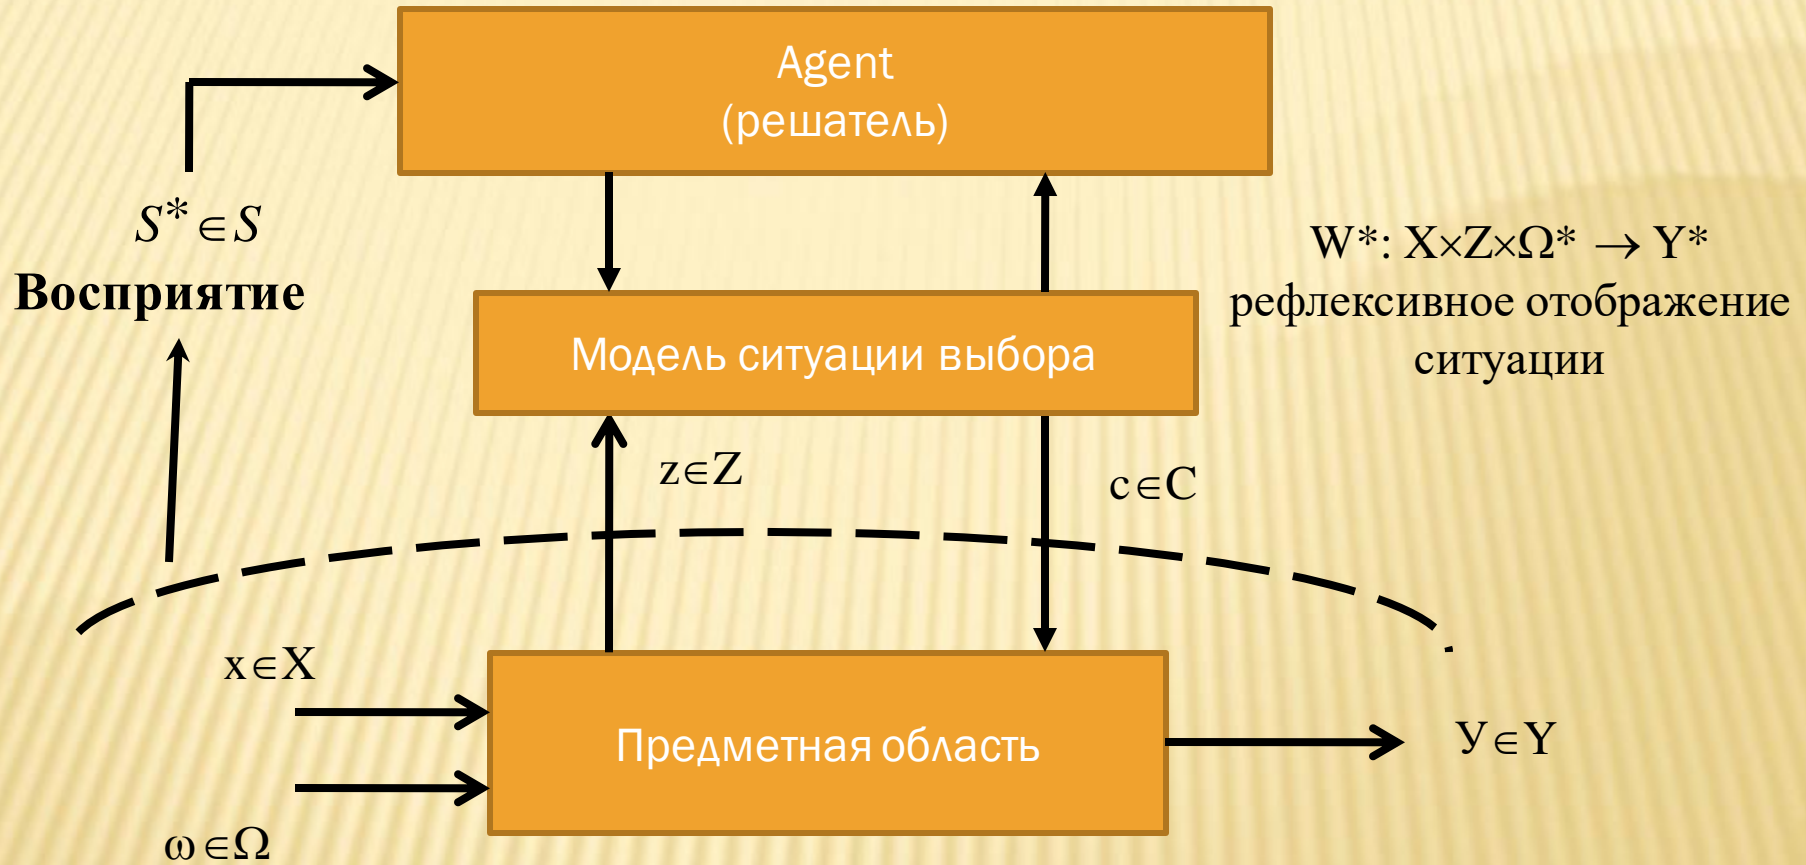 Agent
(решатель)
S*∈S
Восприятие
W*: X×Z×Ω* → Y*
рефлексивное отображение
ситуации
Модель ситуации выбора
z∈Z
c∈C
x∈X
Предметная область
У∈Y
ω∈Ω